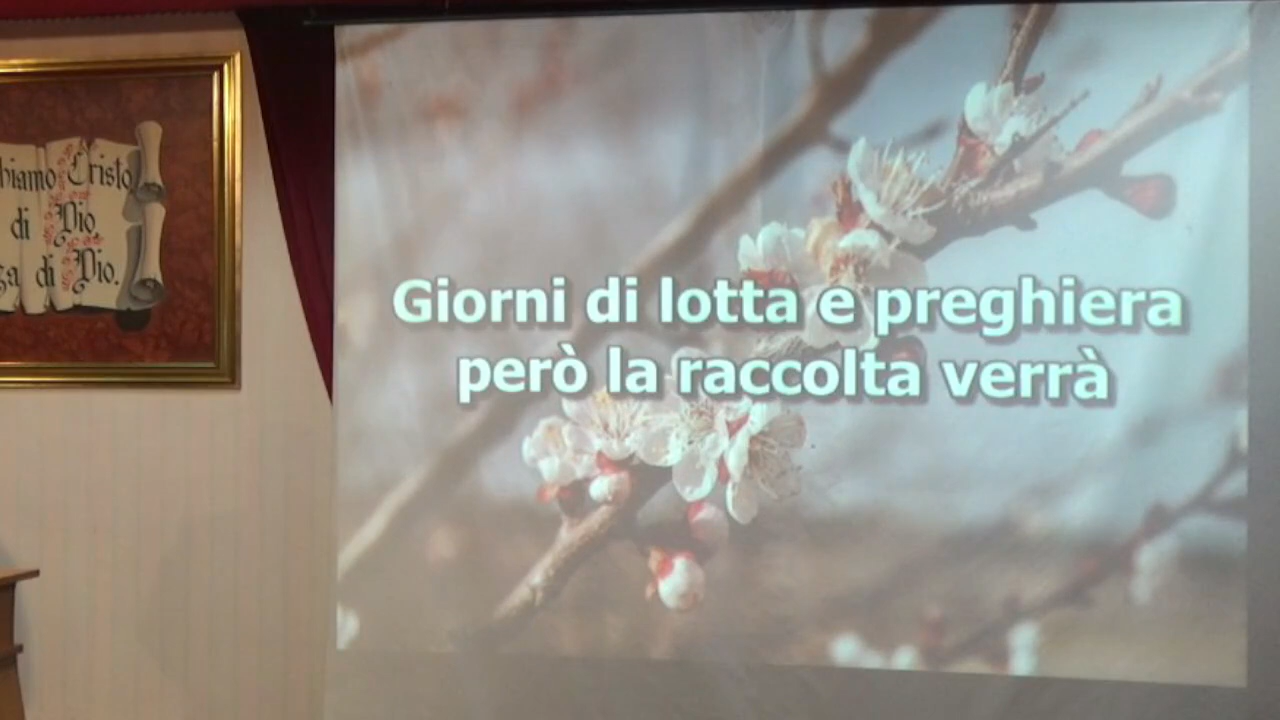 Cristo
di Dio,
di Dio.
Giorni di lotta e preghiera
però la raccolta verrà